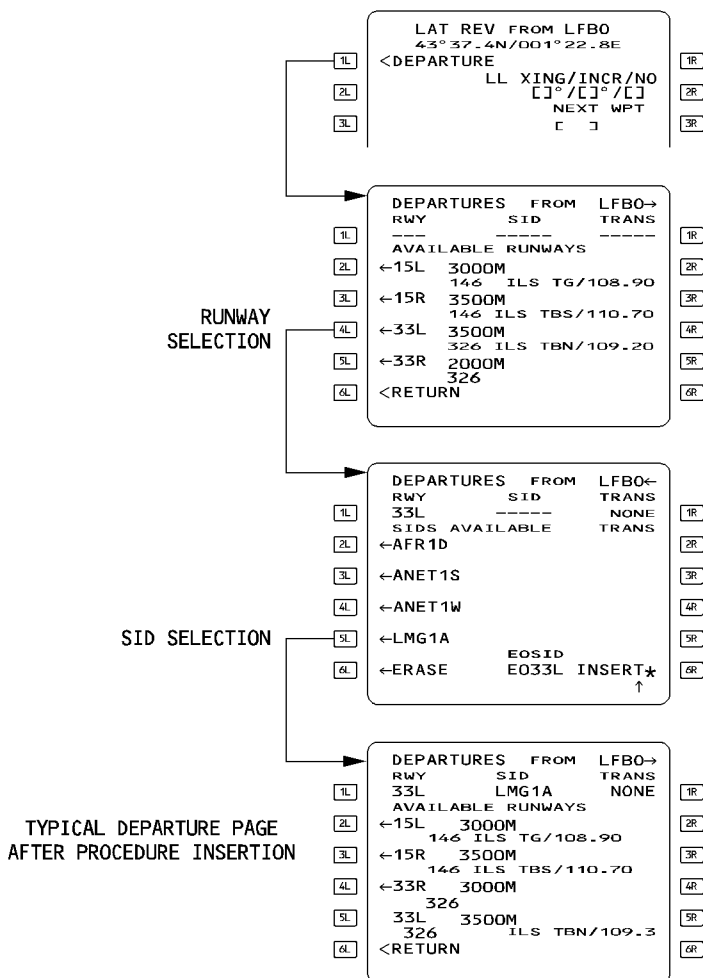 LAT REV FROM LFBO
43°37.4N/001°22.8E
1L <DEPARTURE 1R
LL XING/INCR/NO
2L [ ]°/[ ]°/[ ] 2R
NEXT WPT
3L [ ] 3R
DEPARTURES FROM LFBO→
RWY SID TRANS
1L --- ----- ----- 1R
AVAILABLE RUNWAYS
2L ←15L 3000M 2R
146 ILS TG/108.90
3L ←15R 3500M 3R
146 ILS TBS/110.70
RUNWAY SELECTION
4L ←33L 3500M 4R
326 ILS TBN/109.20
5L ←33R 2000M 5R
326
6L <RETURN 6R
DEPARTURES FROM LFBO←
RWY SID TRANS
1L 33L ----- NONE 1R
SIDS AVAILABLE TRANS
2L ←AFR1D 2R
3L ←ANET1S 3R
4L ←ANET1W 4R
SID SELECTION 5L ←LMG1A 5R
EOSID
6L ←ERASE EO33L INSERT* 6R
↑
DEPARTURES FROM LFBO→
RWY SID TRANS
1L 33L LMG1A NONE 1R
AVAILABLE RUNWAYS
TYPICAL DEPARTURE PAGE
AFTER PROCEDURE INSERTION
2L ←15L 3000M 2R
146 ILS TG/108.90
3L ←15R 3500M 3R
146 ILS TBS/110.70
4L ←33R 3000M 4R
326
5L 33L 3500M 5R
326 ILS TBN/109.3
6L <RETURN 6R